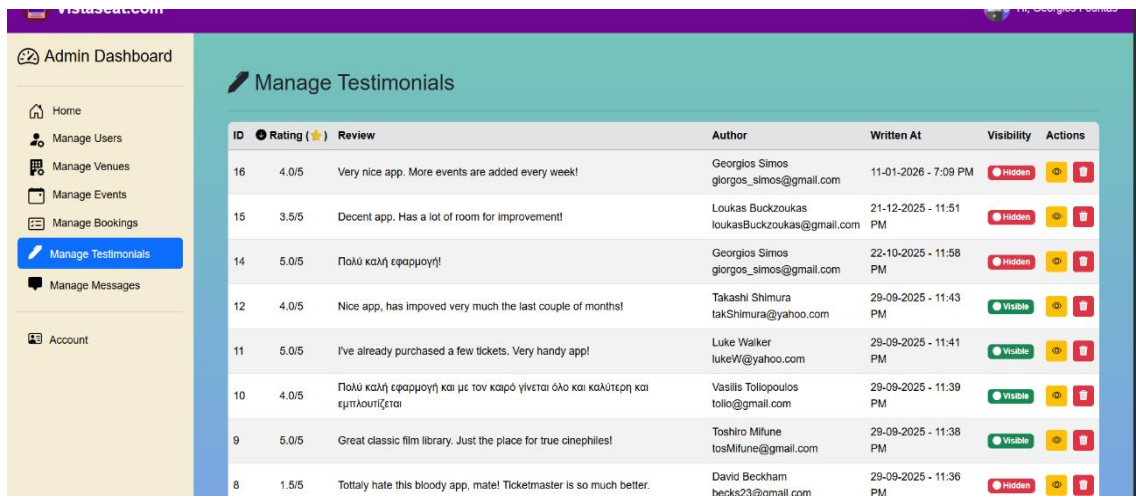 Vistaseat.com
Hi, Georgios Fountas
Admin Dashboard
Home
Manage Users
Manage Venues
Manage Events
Manage Bookings
Manage Testimonials
Manage Messages
Account
Manage Testimonials
ID Rating ( ) Review Author Written At Visibility Actions
16 4.0/5 Very nice app. More events are added every week! Georgios Simos 11-01-2026 - 7:09 PM Hidden
giorgos_simos@gmail.com
15 3.5/5 Decent app. Has a lot of room for improvement! Loukas Buckzoukas 21-12-2025 - 11:51 Hidden
loukasBuckzoukas@gmail.com PM
14 5.0/5 Πολύ καλή εφαρμογή! Georgios Simos 22-10-2025 - 11:58 Hidden
giorgos_simos@gmail.com PM
12 4.0/5 Nice app, has impoved very much the last couple of months! Takashi Shimura 29-09-2025 - 11:43 Visible
takShimura@yahoo.com PM
11 5.0/5 I've already purchased a few tickets. Very handy app! Luke Walker 29-09-2025 - 11:41 Visible
lukeW@yahoo.com PM
10 4.0/5 Πολύ καλή εφαρμογή και με τον καιρό γίνεται όλο και καλύτερη και Vasilis Toliopoulos 29-09-2025 - 11:39 Visible
εμπλουτίζεται tolio@gmail.com PM
9 5.0/5 Great classic film library. Just the place for true cinephiles! Toshiro Mifune 29-09-2025 - 11:38 Visible
tosMifune@gmail.com PM
8 1.5/5 Tottaly hate this bloody app, mate! Ticketmaster is so much better. David Beckham 29-09-2025 - 11:36 Hidden
becks23@gmail.com PM